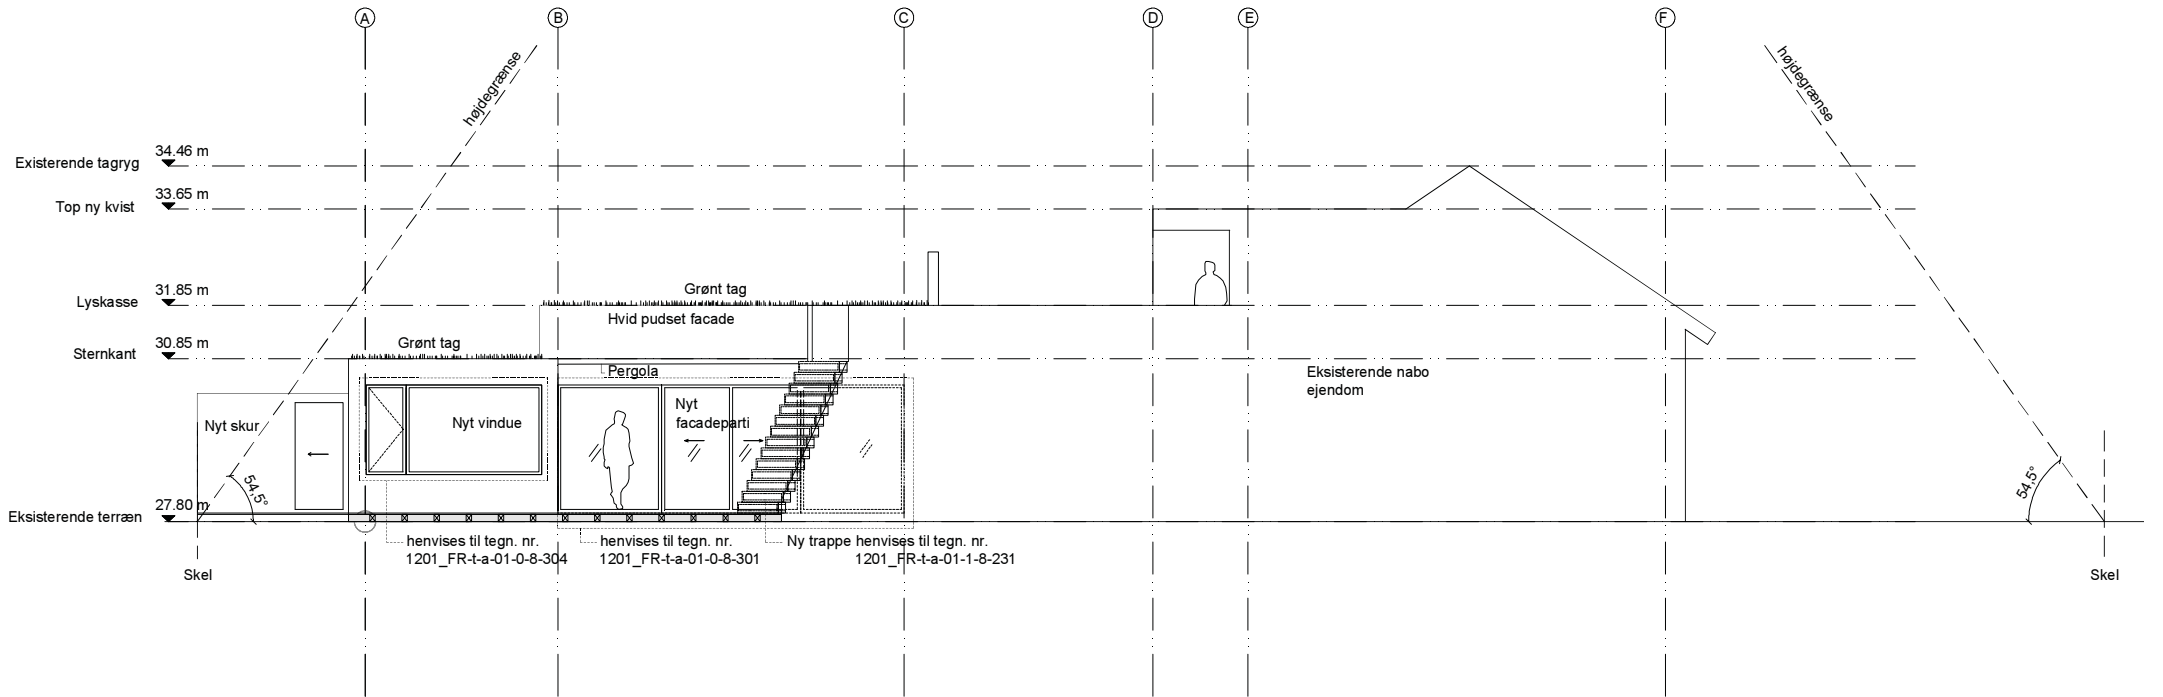 A
B
C
D
E
F
højdegrænse
højdegrænse
Existerende tagryg
34.46 m
Top ny kvist
33.65 m
Lyskasse
31.85 m
Grønt tag
Hvid pudset facade
Sternkant
30.85 m
Grønt tag
Pergola
Eksisterende nabo
ejendom
Nyt skur
Nyt vindue
Nyt
facadeparti
54,5°
54,5°
Eksisterende terræn
27.80 m
henvises til tegn. nr.
1201_FR-t-a-01-0-8-304
henvises til tegn. nr.
1201_FR-t-a-01-0-8-301
Ny trappe henvises til tegn. nr.
1201_FR-t-a-01-1-8-231
Skel
Skel